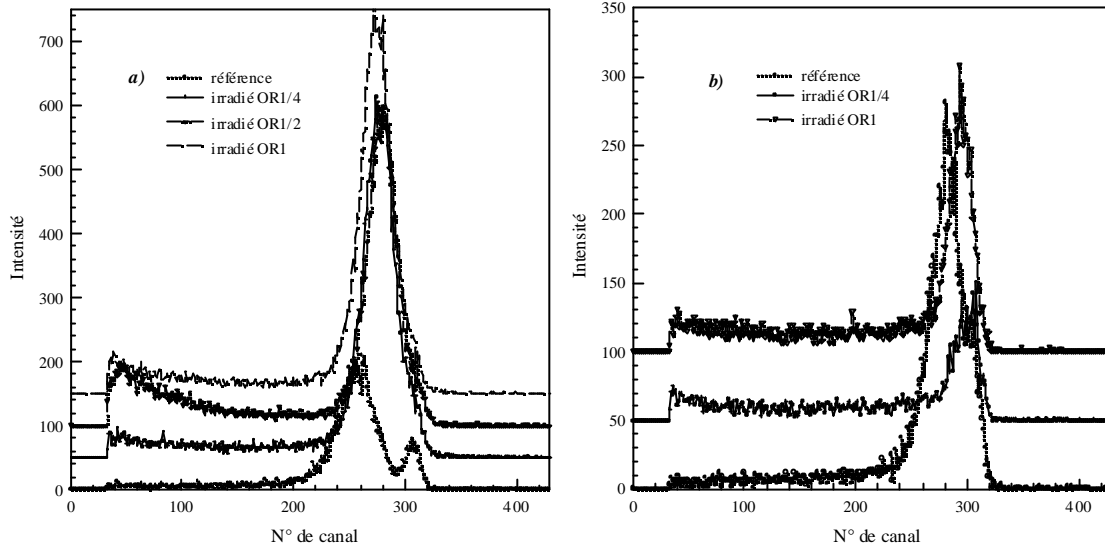 a)
référence
irradié OR1/4
irradié OR1/2
irradié OR1
700
600
500
400
300
200
100
0
Intensité
0 100 200 300 400
N° de canal
b)
référence
irradié OR1/4
irradié OR1
350
300
250
200
150
100
50
0
Intensité
0 100 200 300 400
N° de canal